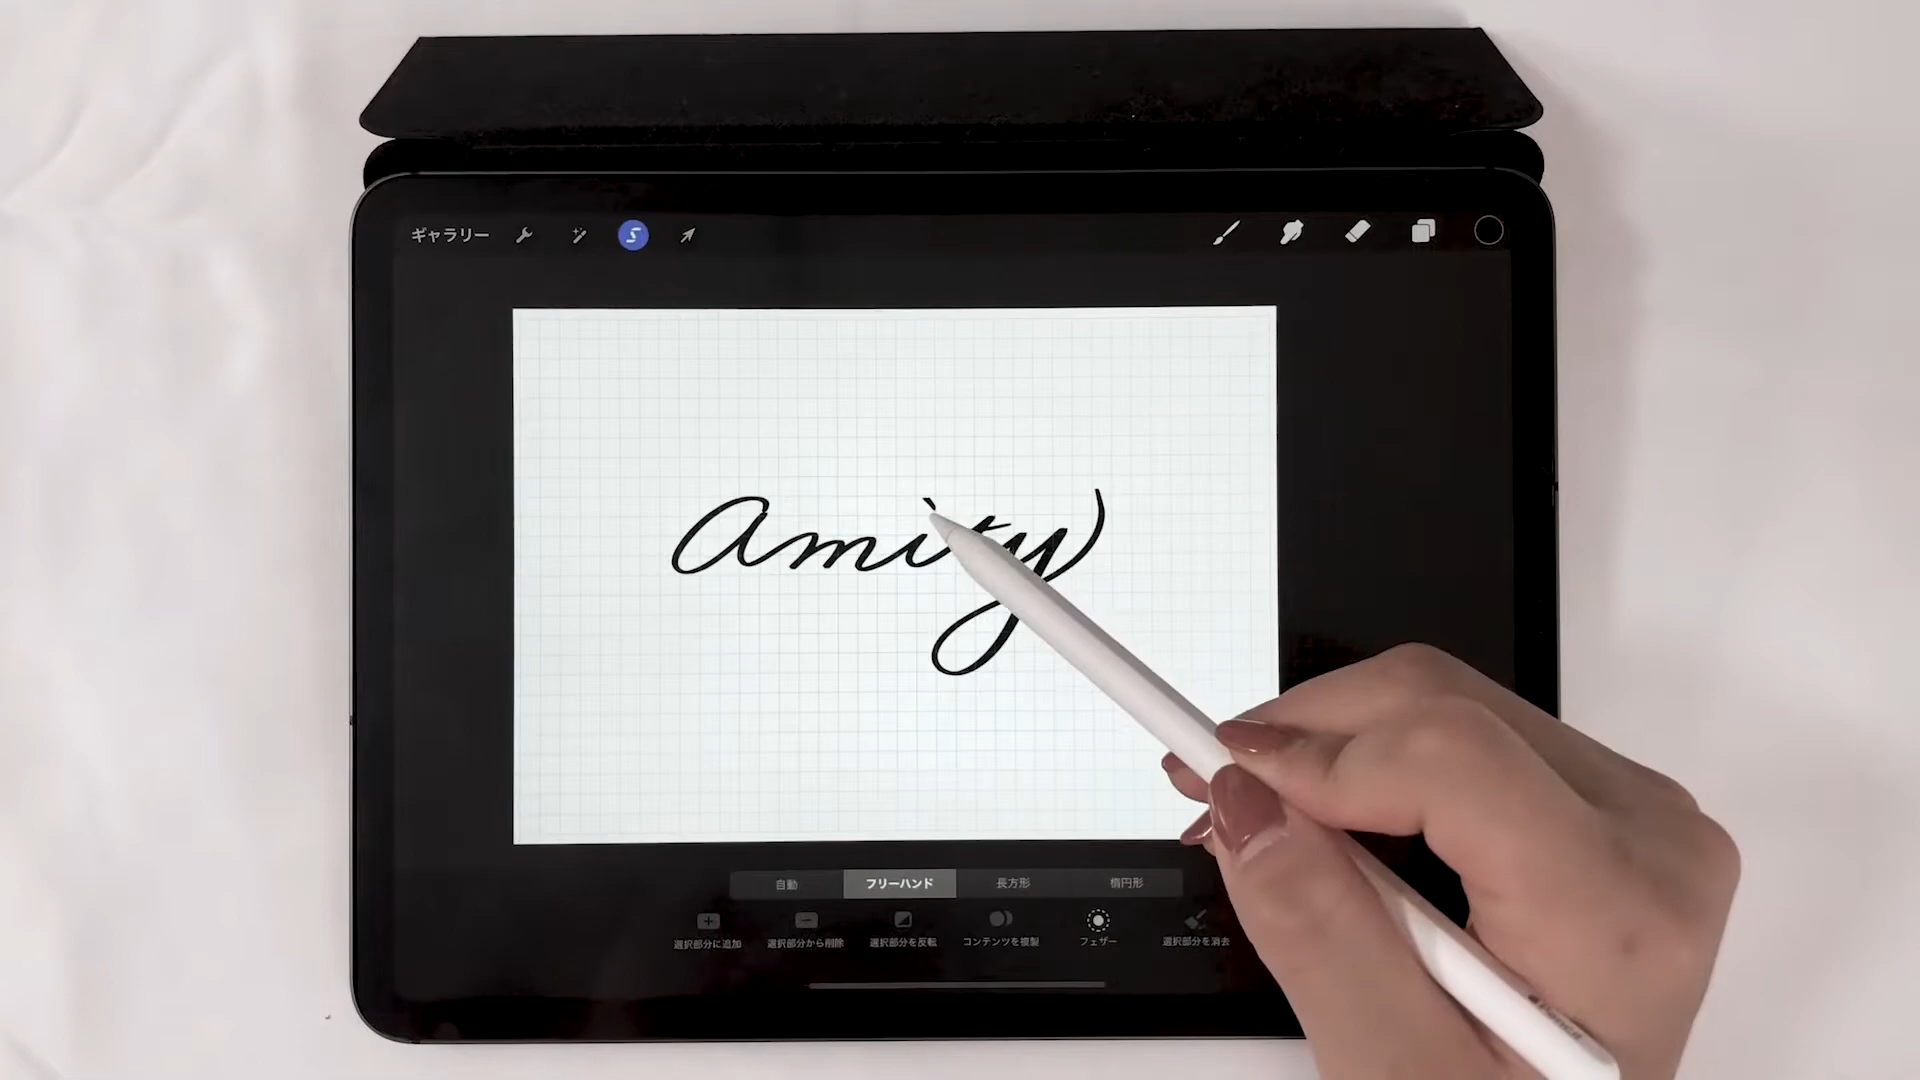 ギャラリー
amity
自動 フリーハンド 長方形 楕円形
選択部分に追加 選択部分から削除 選択部分を反転 コンテンツを複製 フェザー 選択部分を消去
Pencil